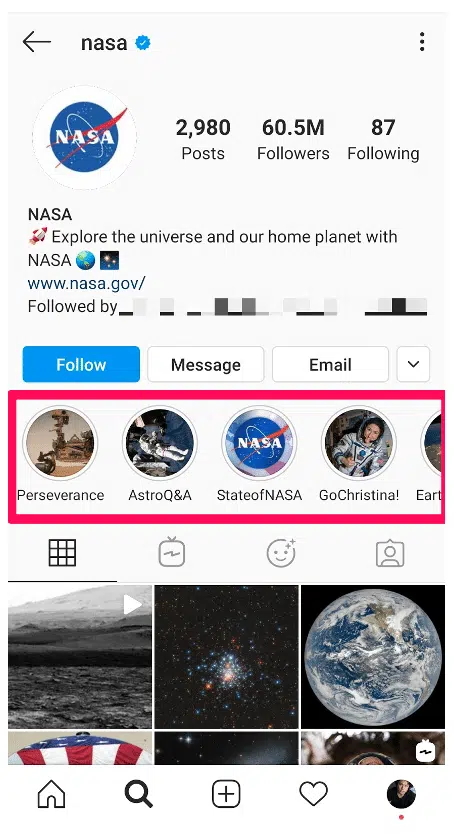 nasa
NASA
2,980 60.5M 87
Posts Followers Following
NASA
🚀 Explore the universe and our home planet with
NASA 🌎 🎇
www.nasa.gov/
Followed by
Follow Message Email
NASA
Perseverance AstroQ&A StateofNASA GoChristina! Eart